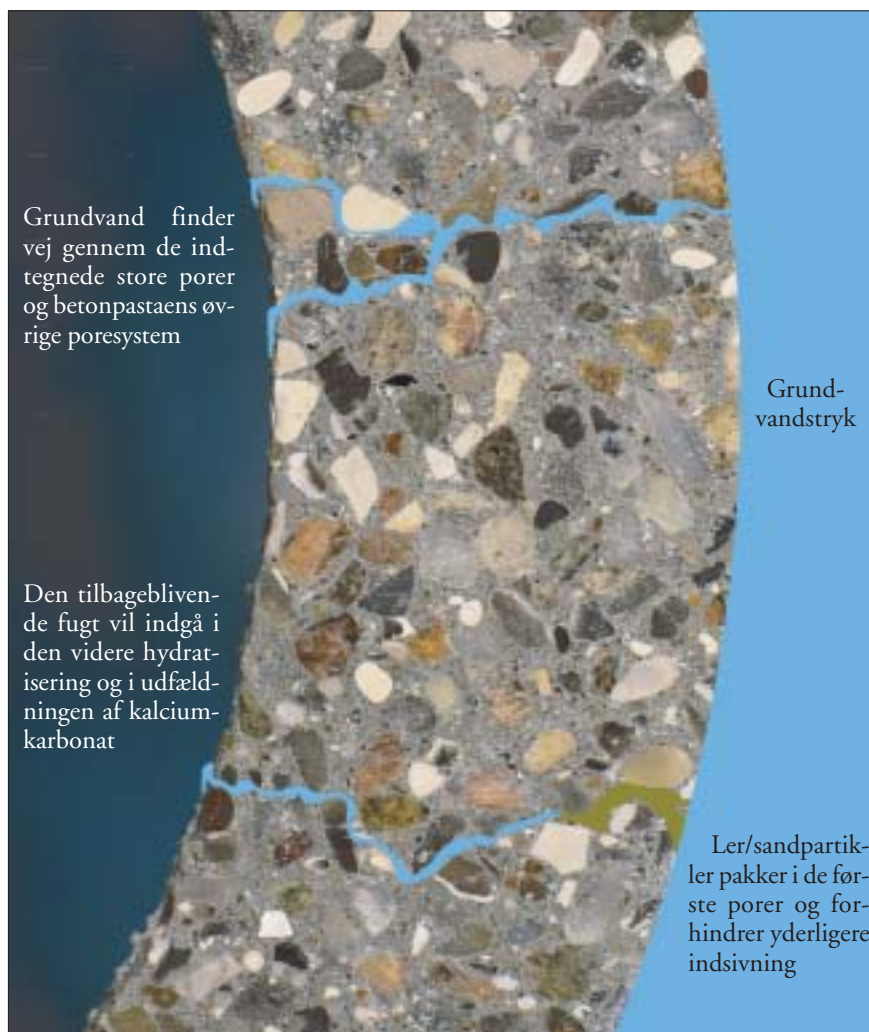 Grundvand finder
vej gennem de ind-
tegnede store porer
og betonpastaens øv-
rige poresystem
Grund-
vandstryk
Den tilbagebliven-
de fugt vil indgå i
den videre hydrat-
isering og i udfæld-
ningen af kalcium-
karbonat
Ler/sandpartik-
ler pakker i de før-
ste porer og for-
hindrer yderligere
indsivning